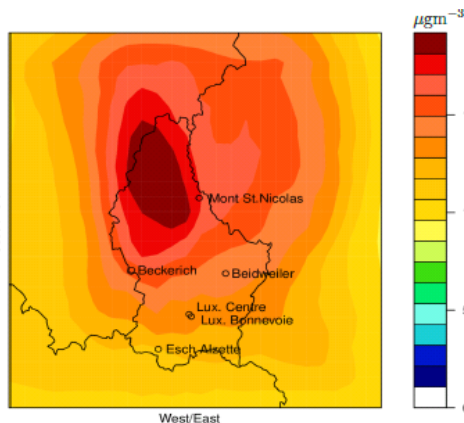 μgm⁻³
Mont St.Nicolas
Beckerich
Beidweiler
Lux. Centre
Lux. Bonnevoie
Esch Alzette
West/East